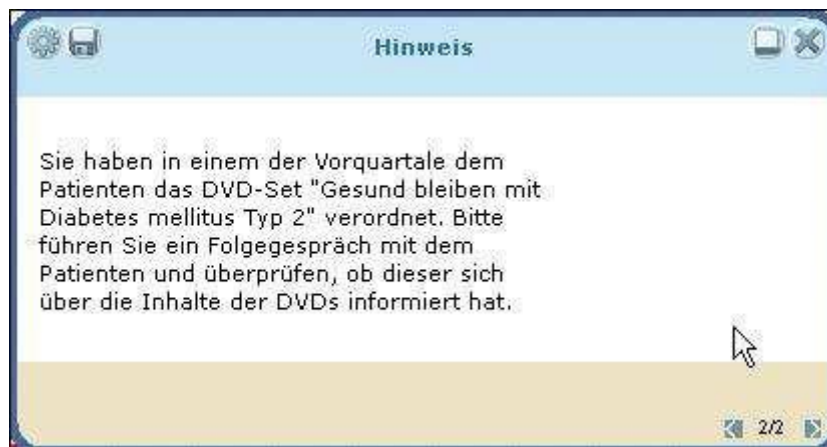 Hinweis
Sie haben in einem der Vorquartale dem
Patienten das DVD-Set "Gesund bleiben mit
Diabetes mellitus Typ 2" verordnet. Bitte
führen Sie ein Folgegespräch mit dem
Patienten und überprüfen, ob dieser sich
über die Inhalte der DVDs informiert hat.
2/2